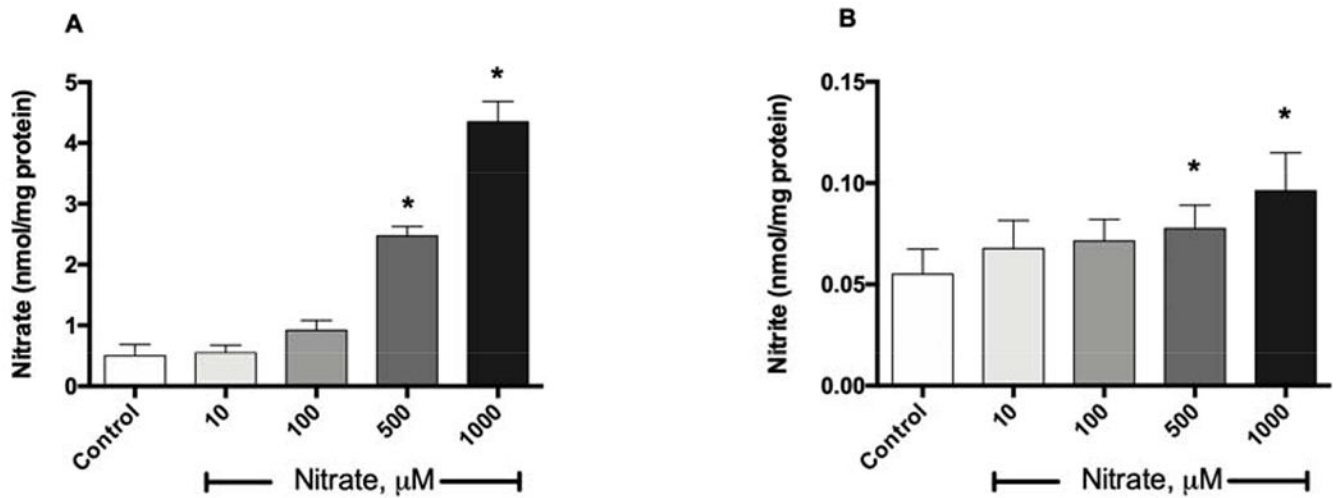 A
Nitrate (nmol/mg protein)
5
4
3
2
1
0
*
*
Control
10
100
500
1000
Nitrate, μM
B
Nitrite (nmol/mg protein)
0.15
0.10
0.05
0.00
*
*
Control
10
100
500
1000
Nitrate, μM